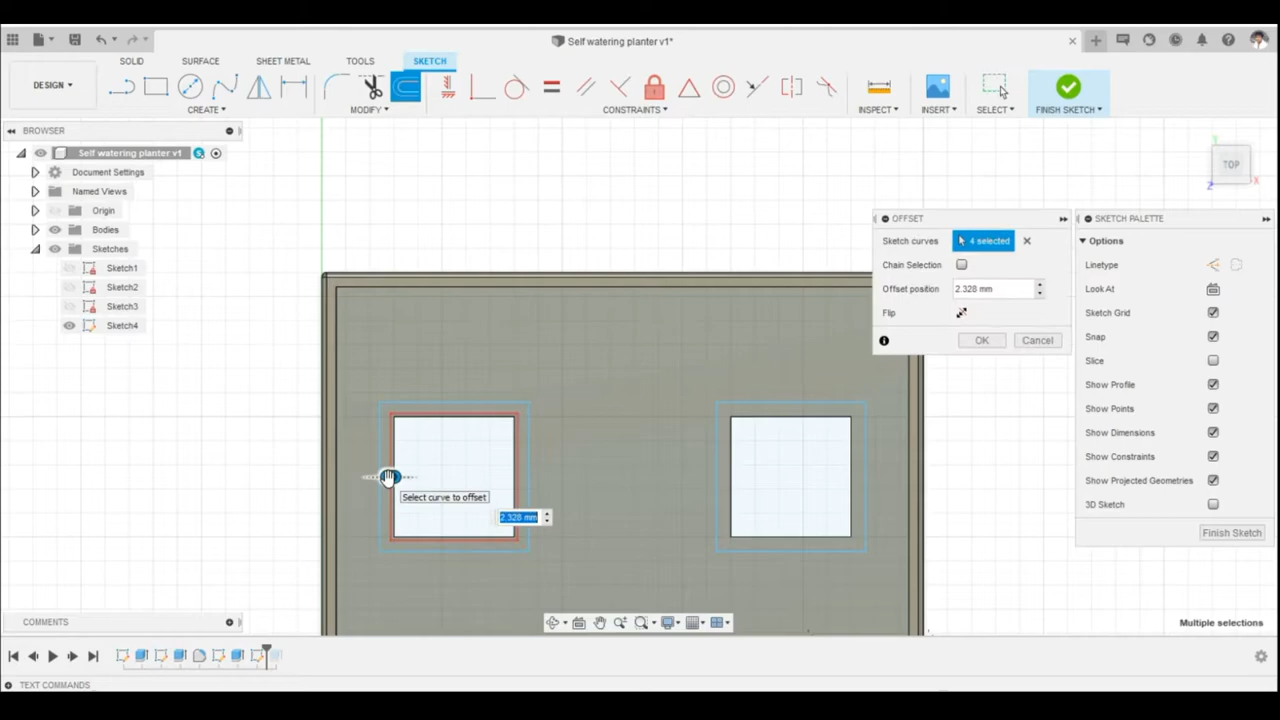 Self watering planter v1*
SOLID SURFACE SHEET METAL TOOLS SKETCH
DESIGN
CREATE MODIFY CONSTRAINTS INSPECT INSERT SELECT FINISH SKETCH
BROWSER
Self watering planter v1
S
Document Settings
Named Views
Origin
Bodies
Sketches
Sketch1
Sketch2
Sketch3
Sketch4
TOP
Y
X
Z
OFFSET
Sketch curves 4 selected
Chain Selection
Offset position 2.328 mm
Flip
OK Cancel
SKETCH PALETTE
Options
Linetype
Look At
Sketch Grid
Snap
Slice
Show Profile
Show Points
Show Dimensions
Show Constraints
Show Projected Geometries
3D Sketch
Finish Sketch
Select curve to offset
2.328 mm
COMMENTS
Multiple selections
TEXT COMMANDS